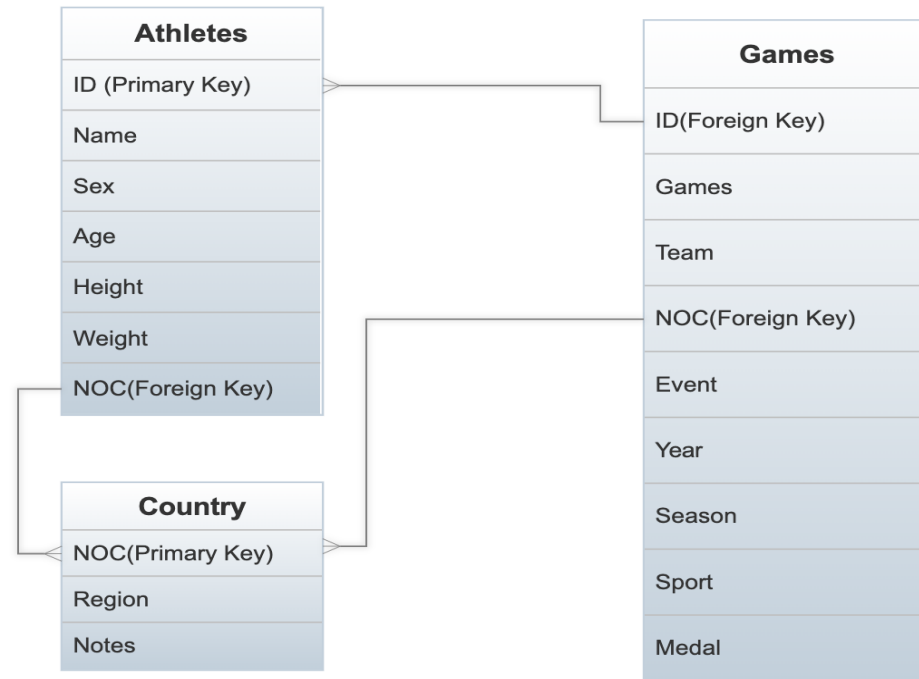 Athletes
ID (Primary Key)
Name
Sex
Age
Height
Weight
NOC(Foreign Key)
Country
NOC(Primary Key)
Region
Notes
Games
ID(Foreign Key)
Games
Team
NOC(Foreign Key)
Event
Year
Season
Sport
Medal